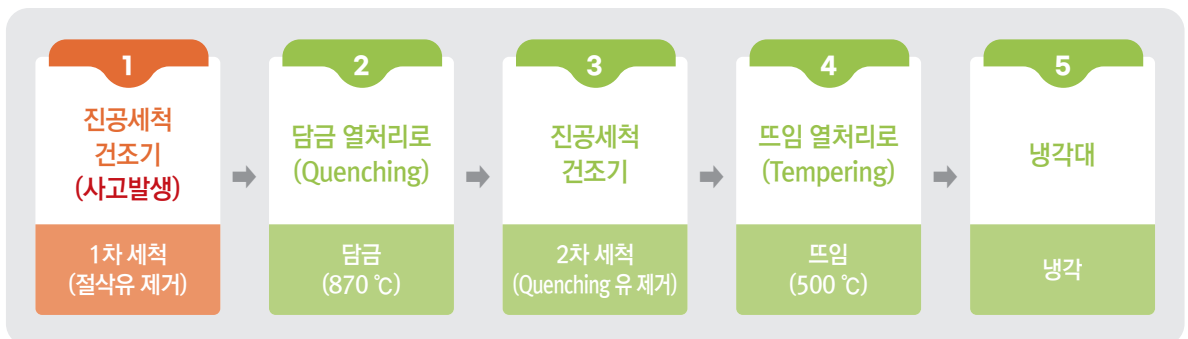 1
진공세척
건조기
(사고발생)
1차 세척
(절삭유 제거)
2
담금 열처리로
(Quenching)
담금
(870 ℃)
3
진공세척
건조기
2차 세척
(Quenching 유 제거)
4
뜨임 열처리로
(Tempering)
뜨임
(500 ℃)
5
냉각대
냉각